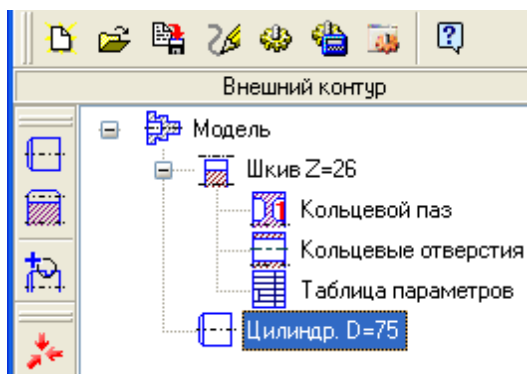 Внешний контур
Модель
Шкив Z=26
Кольцевой паз
Кольцевые отверстия
Таблица параметров
Цилиндр. D=75